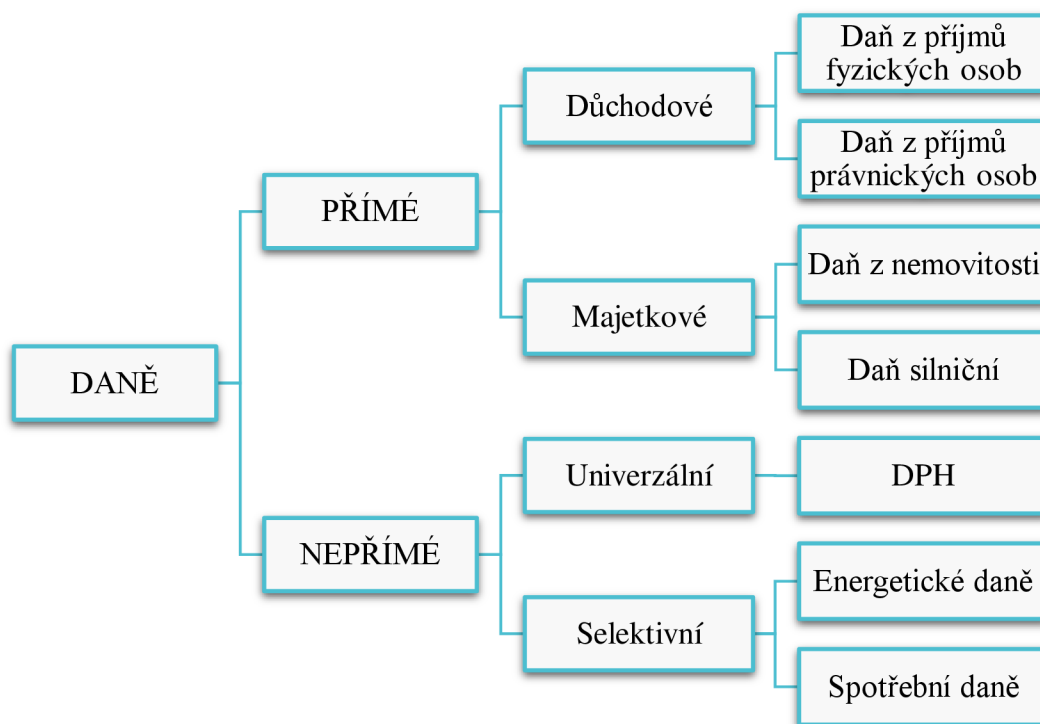 Daň z příjmů
fyzických osob
Důchodové
Daň z příjmů
právnických osob
PŘÍMÉ
Daň z nemovitosti
Majetkové
Daň silniční
DANĚ
Univerzální
DPH
NEPŘÍMÉ
Energetické daně
Selektivní
Spotřební daně